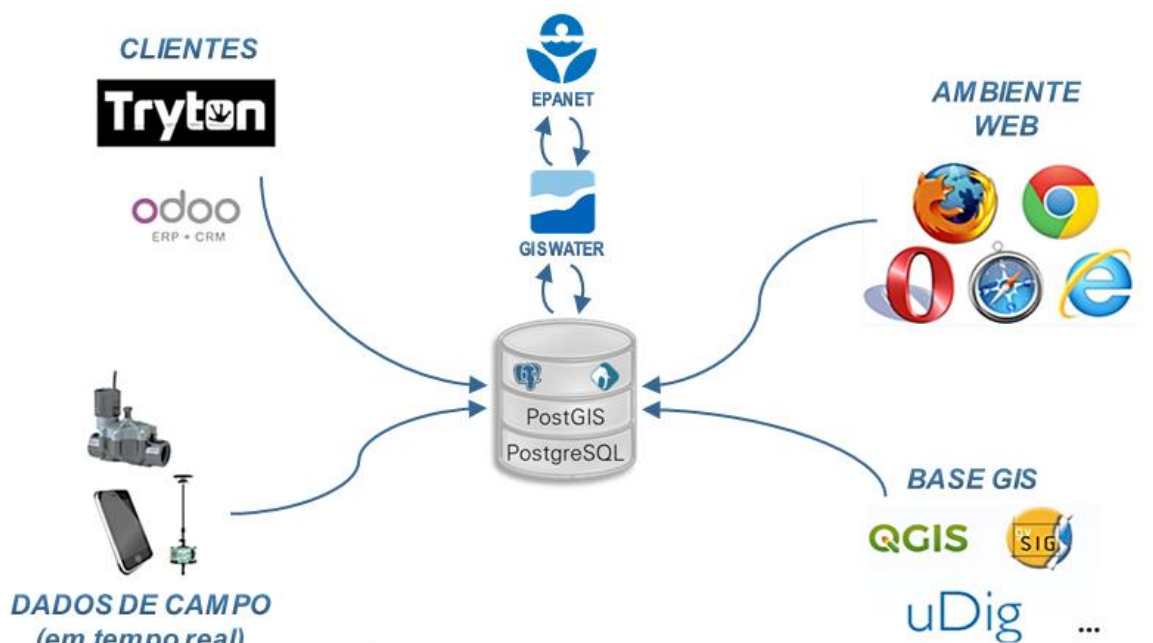 CLIENTES
Tryton
odoo
ERP + CRM
EPANET
GISWATER
AMBIENTE
WEB
PostGIS
PostgreSQL
DADOS DE CAMPO
(em tempo real)
BASE GIS
QGIS
gv
SIG
uDig
...